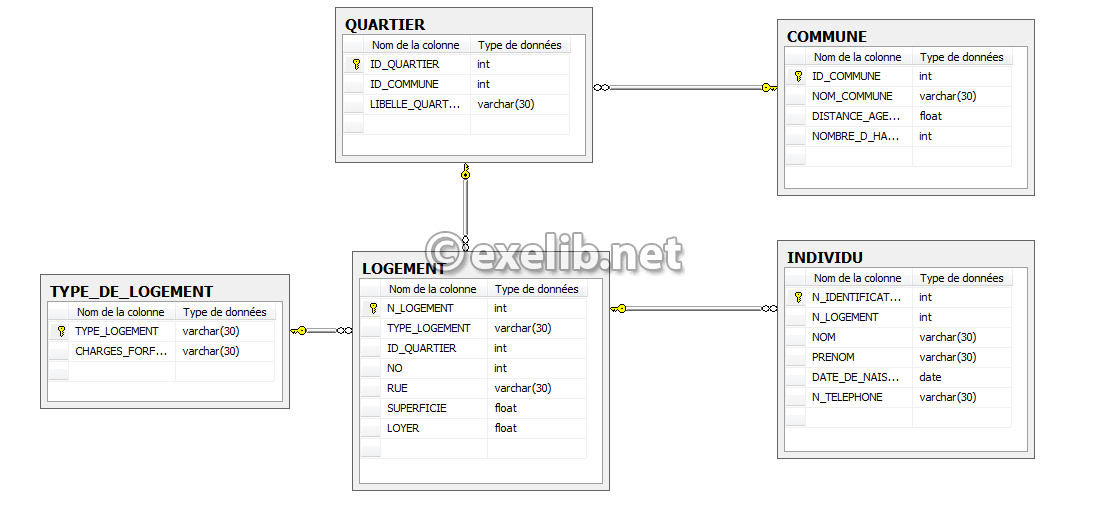 QUARTIER
Nom de la colonne Type de données
ID_QUARTIER int
ID_COMMUNE int
LIBELLE_QUART... varchar(30)
COMMUNE
Nom de la colonne Type de données
ID_COMMUNE int
NOM_COMMUNE varchar(30)
DISTANCE_AGE... float
NOMBRE_D_HA... int
©exelib.net
TYPE_DE_LOGEMENT
Nom de la colonne Type de données
TYPE_LOGEMENT varchar(30)
CHARGES_FORF... varchar(30)
LOGEMENT
Nom de la colonne Type de données
N_LOGEMENT int
TYPE_LOGEMENT varchar(30)
ID_QUARTIER int
NO int
RUE varchar(30)
SUPERFICIE float
LOYER float
INDIVIDU
Nom de la colonne Type de données
N_IDENTIFICAT... int
N_LOGEMENT int
NOM varchar(30)
PRENOM varchar(30)
DATE_DE_NAIS... date
N_TELEPHONE varchar(30)